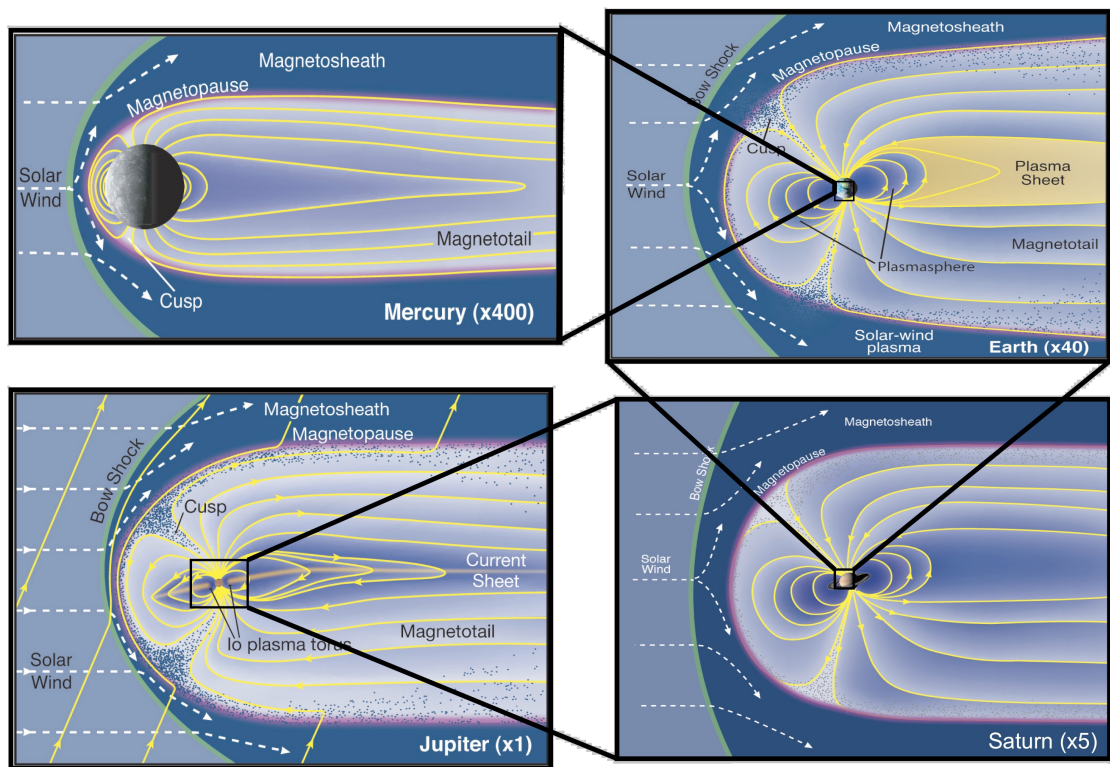 Magnetosheath
Magnetopause
Solar
Wind
Magnetotail
Cusp
Mercury (x400)
Magnetosheath
Bow Shock
Magnetopause
Cusp
Solar
Wind
Plasma
Sheet
Magnetotail
Plasmasphere
Solar-wind
plasma
Earth (x40)
Magnetosheath
Magnetopause
Bow Shock
Cusp
Current
Sheet
Io plasma torus
Magnetotail
Solar
Wind
Jupiter (x1)
Magnetosheath
Bow Shock
Magnetopause
Solar
Wind
Saturn (x5)